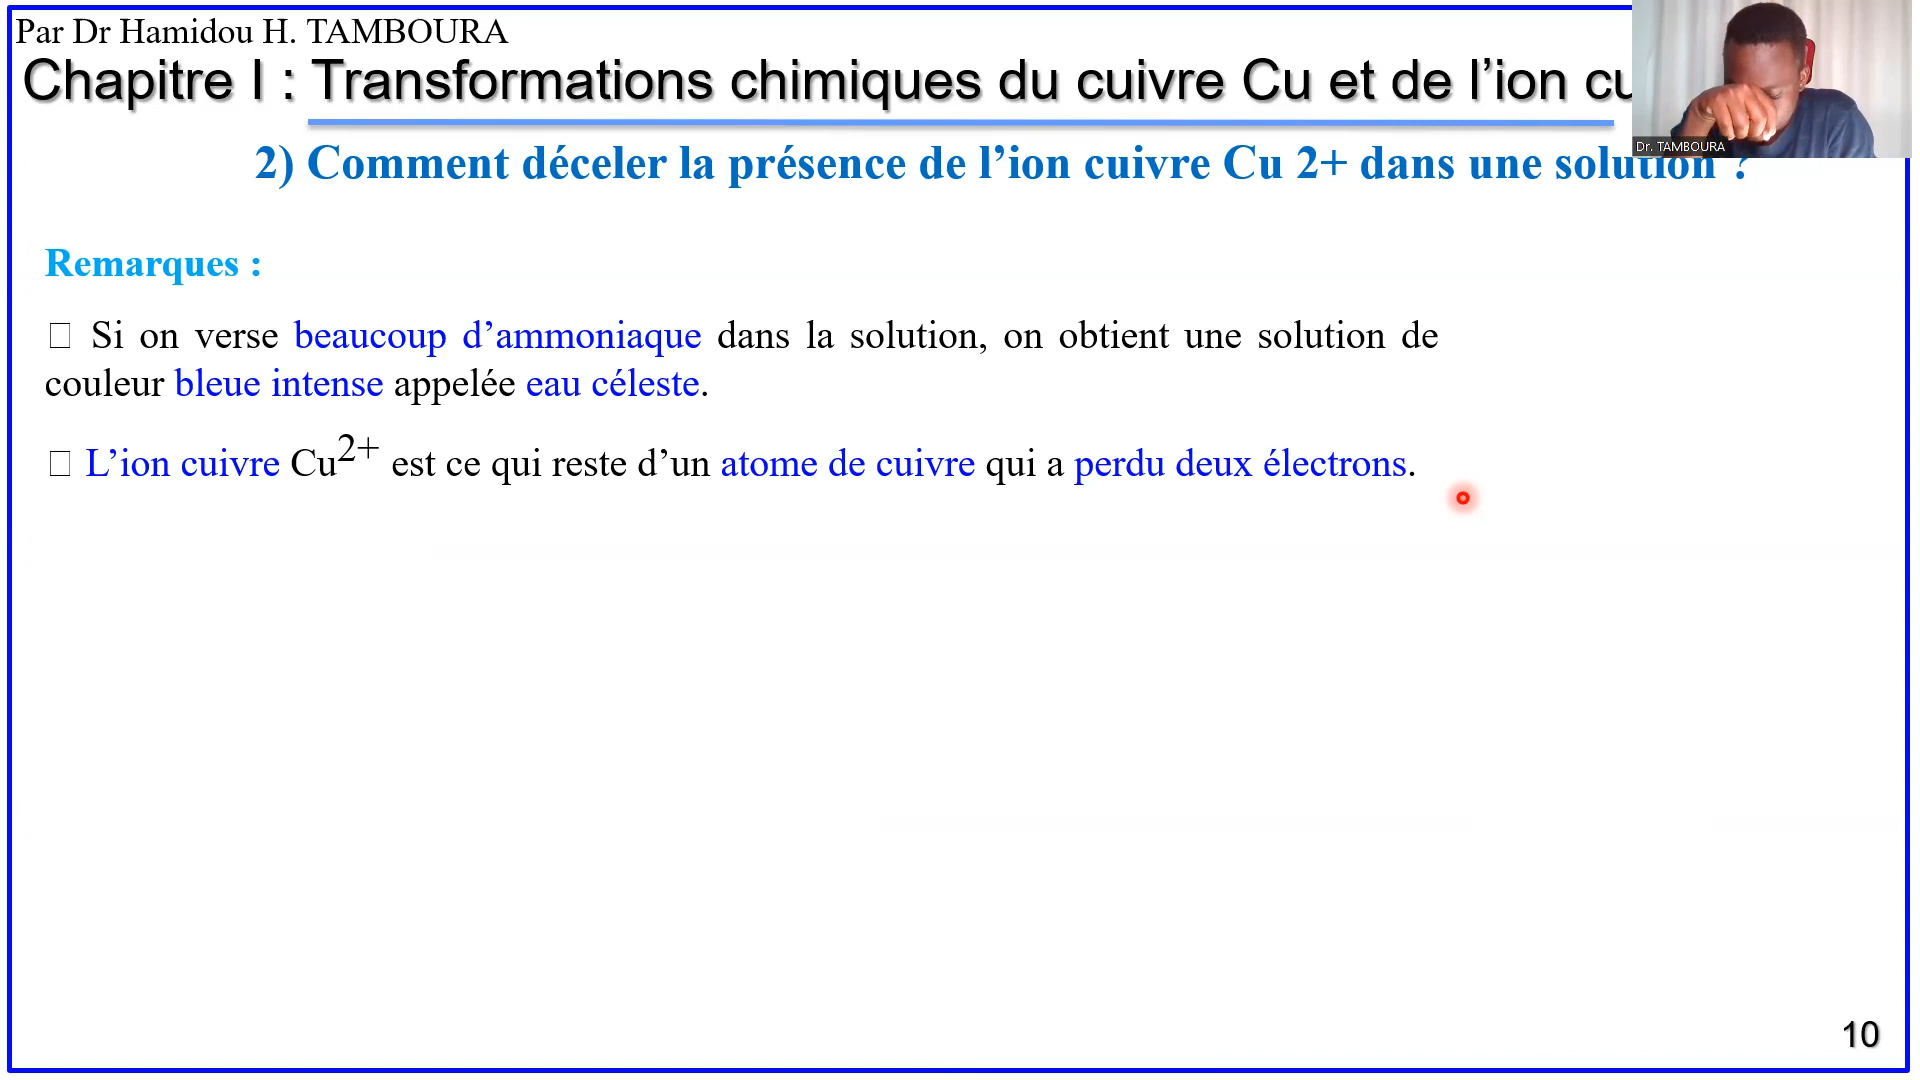 Par Dr Hamidou H. TAMBOURA
Chapitre I : Transformations chimiques du cuivre Cu et de l’ion cu
Dr. TAMBOURA
2) Comment déceler la présence de l’ion cuivre Cu 2+ dans une solution ?
Remarques :
□ Si on verse beaucoup d’ammoniaque dans la solution, on obtient une solution de
couleur bleue intense appelée eau céleste.
□ L’ion cuivre Cu2+ est ce qui reste d’un atome de cuivre qui a perdu deux électrons.
10